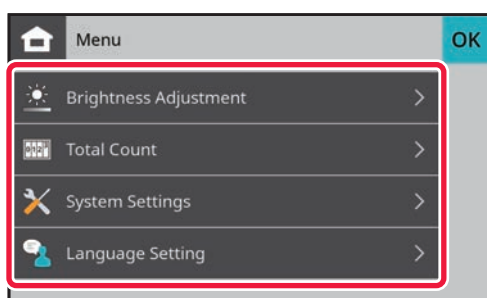 Menu
OK
Brightness Adjustment
Total Count
System Settings
Language Setting